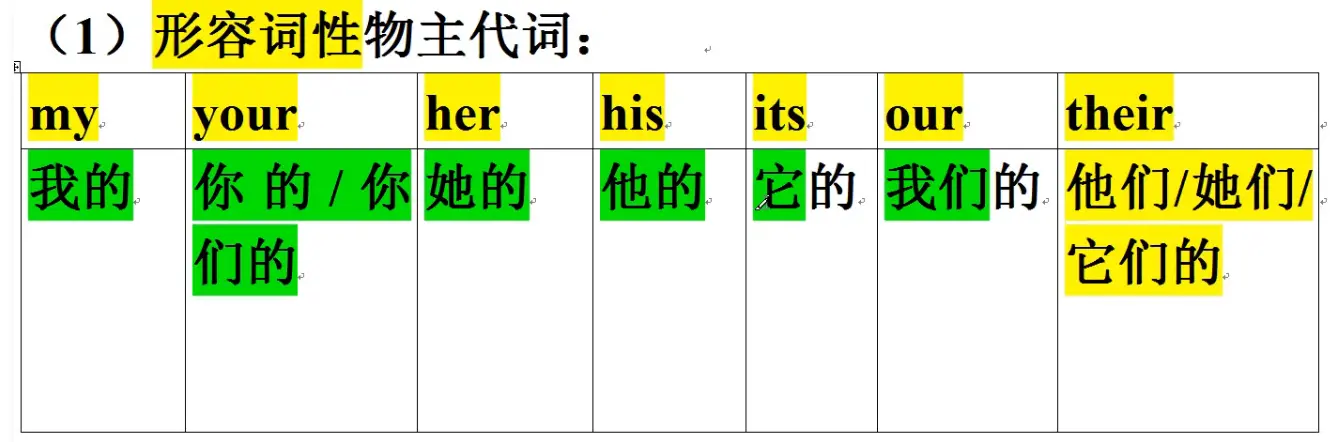 （1）形容词性物主代词：
my your her his its our their
我的 你 的 / 你 她的 他的 它的 我们的 他们/她们/
们的 它们的